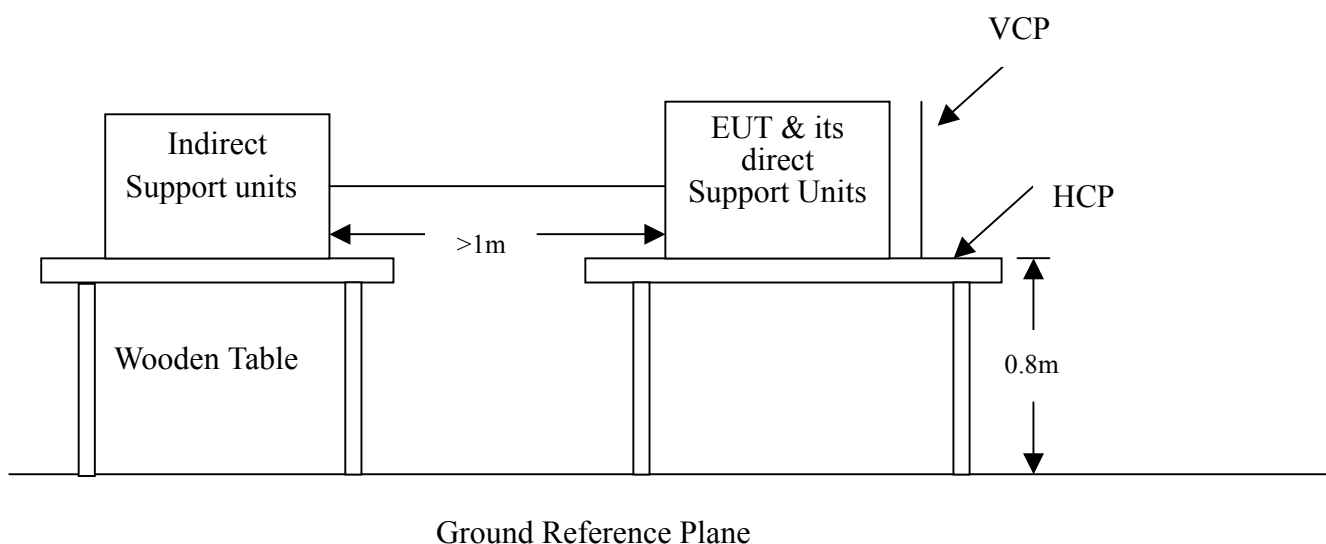 VCP
Indirect
Support units
EUT & its
direct
Support Units
HCP
>1m
Wooden Table
0.8m
Ground Reference Plane